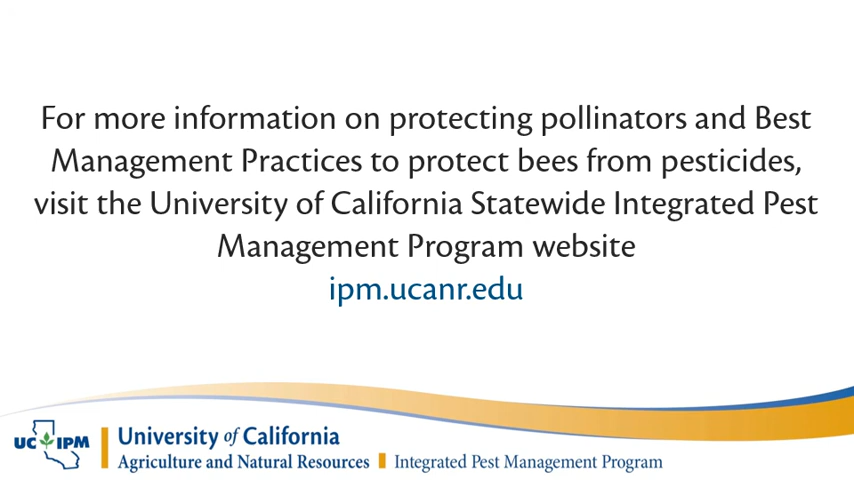 For more information on protecting pollinators and Best
Management Practices to protect bees from pesticides,
visit the University of California Statewide Integrated Pest
Management Program website
ipm.ucanr.edu
UC IPM
University of California
Agriculture and Natural Resources Integrated Pest Management Program